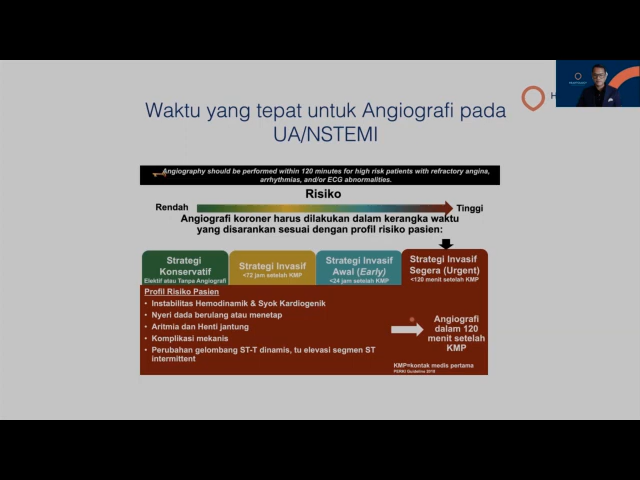 Waktu yang tepat untuk Angiografi pada
UA/NSTEMI
Angiography should be performed within 120 minutes for high risk patients with refractory angina,
arrhythmias, and/or ECG abnormalities.
Risiko
Rendah
Tinggi
Angiografi koroner harus dilakukan dalam kerangka waktu
yang disarankan sesuai dengan profil risiko pasien:
Strategi
Konservatif
Elektif atau Tanpa Angiografi
Strategi Invasif
<72 jam setelah KMP
Strategi Invasif
Awal (Early)
<24 jam setelah KMP
Strategi Invasif
Segera (Urgent)
<120 menit setelah KMP
Profil Risiko Pasien
• Instabilitas Hemodinamik & Syok Kardiogenik
• Nyeri dada berulang atau menetap
• Aritmia dan Henti jantung
• Komplikasi mekanis
• Perubahan gelombang ST-T dinamis, tu elevasi segmen ST
intermittent
Angiografi
dalam 120
menit setelah
KMP
KMP=kontak medis pertama
PERKI Guideline 2018